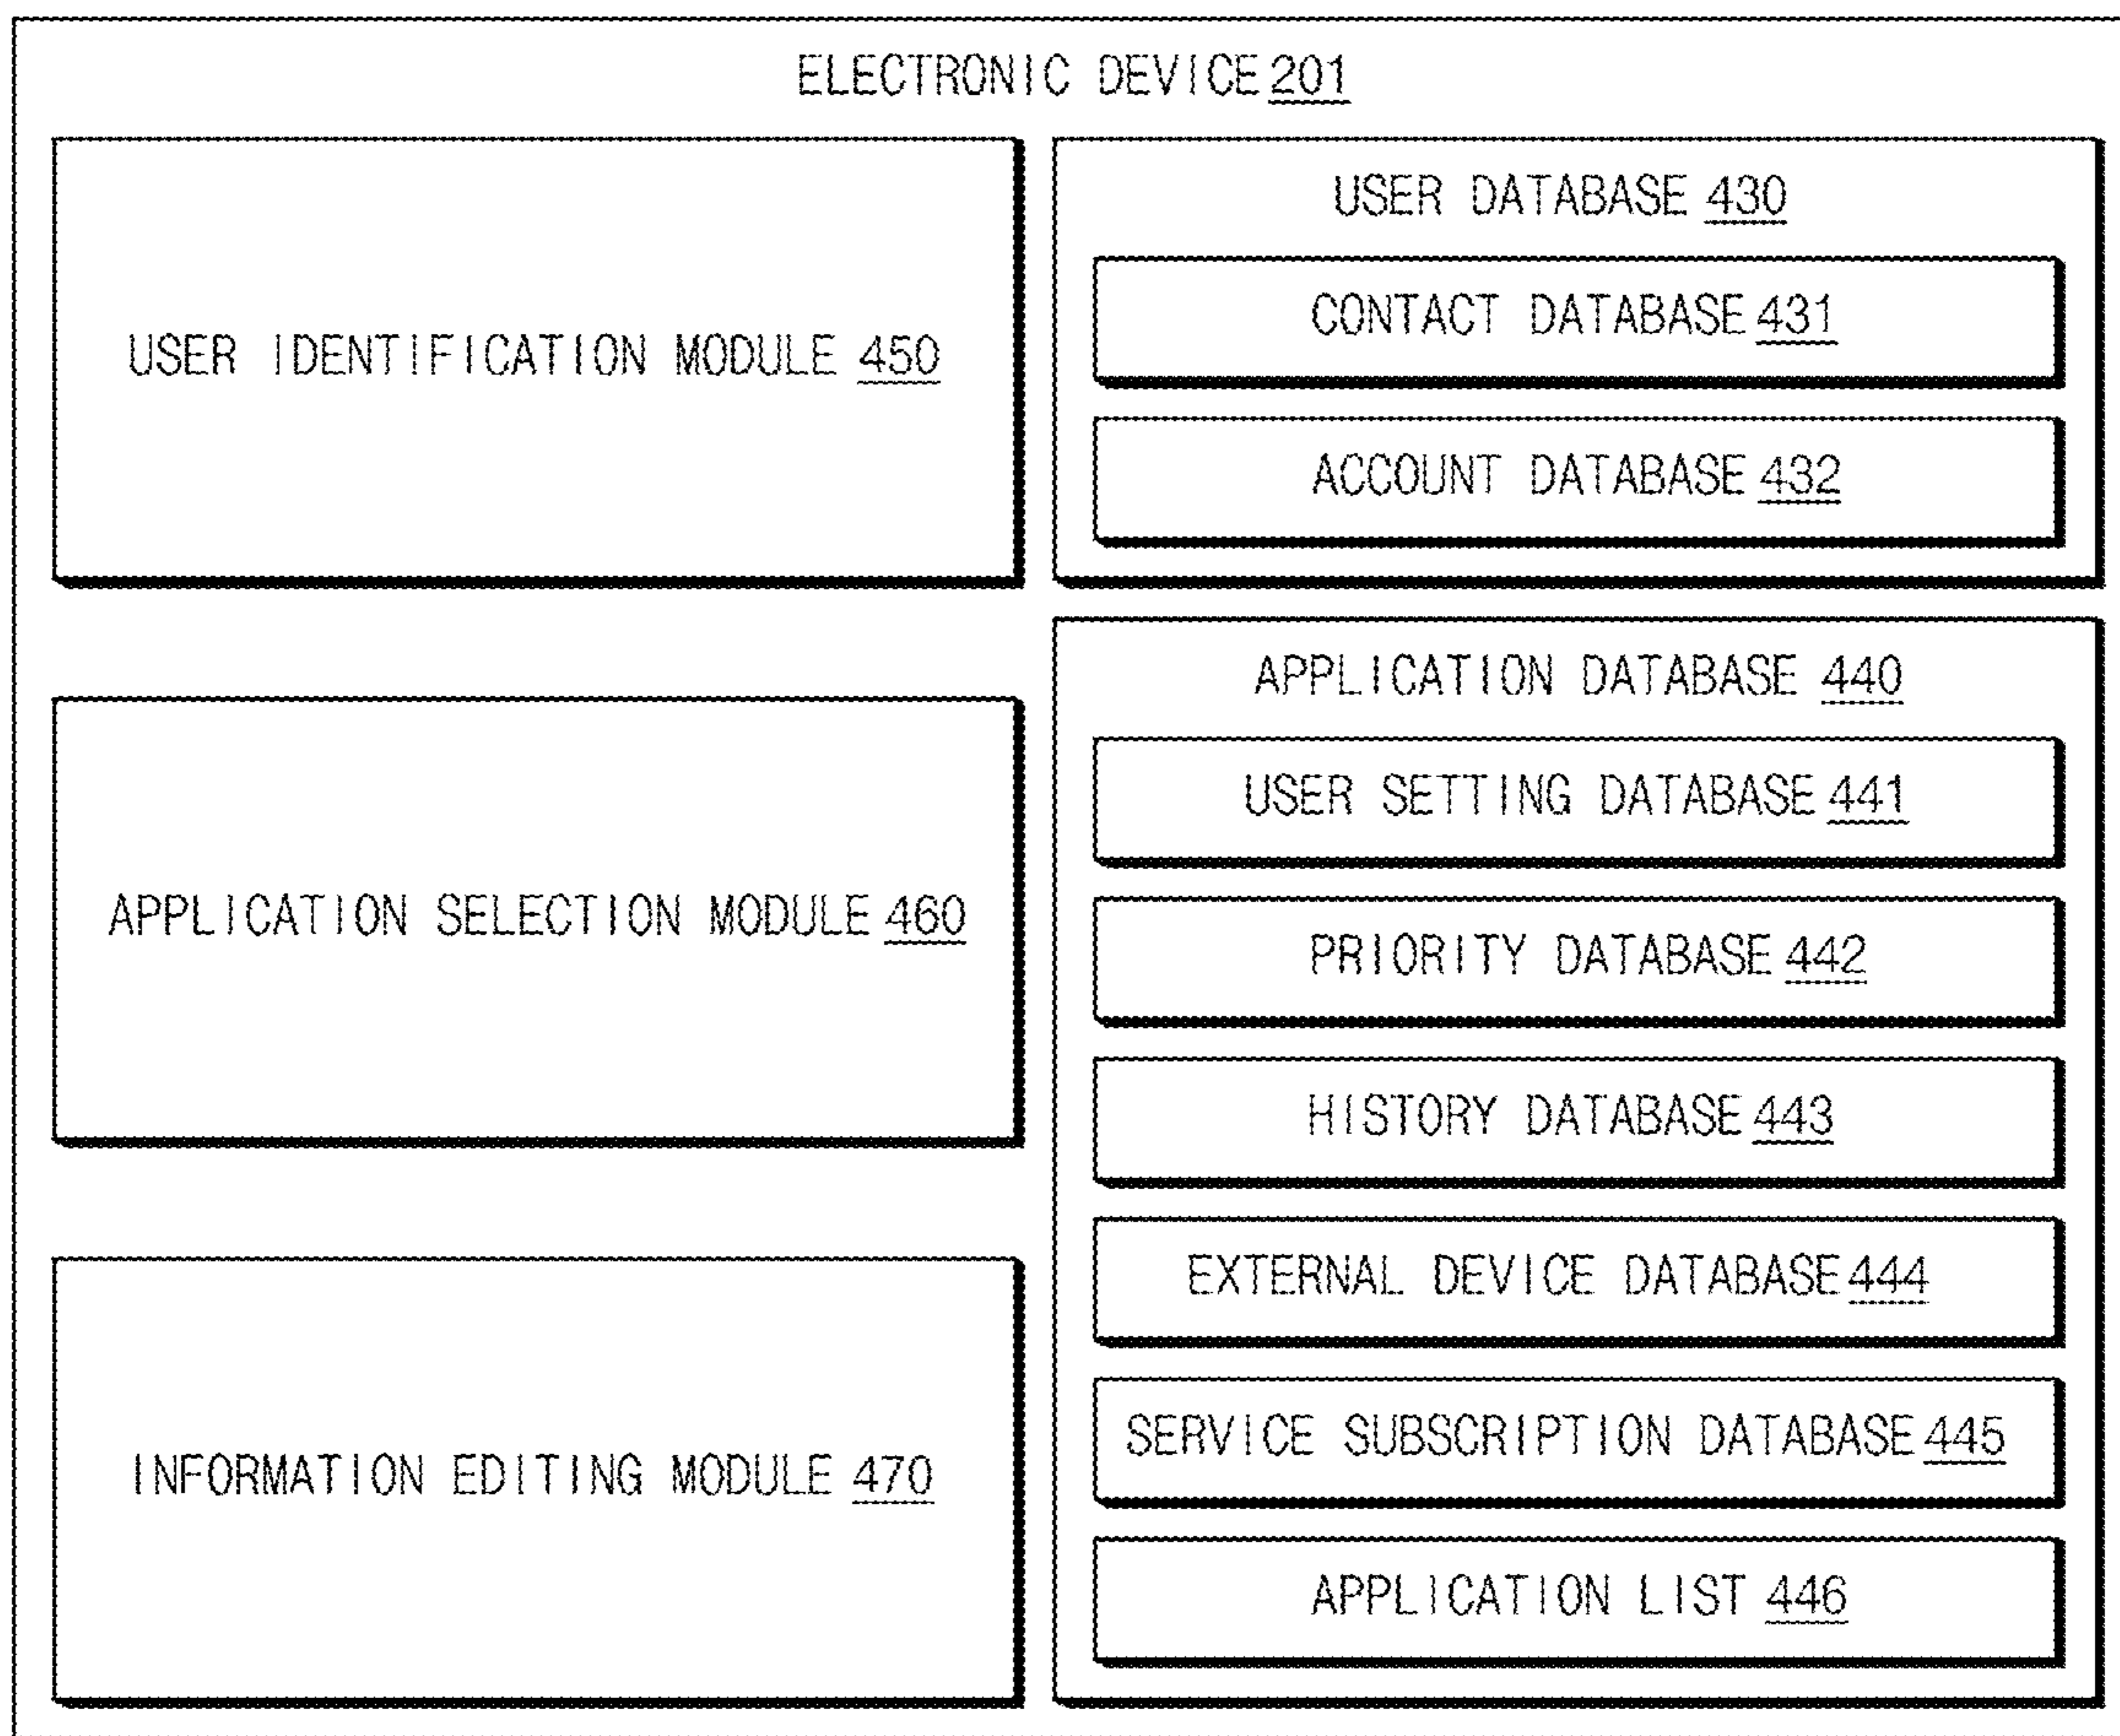 ELECTRONIC DEVICE 201
USER IDENTIFICATION MODULE 450
APPLICATION SELECTION MODULE 460
INFORMATION EDITING MODULE 470
USER DATABASE 430
CONTACT DATABASE 431
ACCOUNT DATABASE 432
APPLICATION DATABASE 440
USER SETTING DATABASE 441
PRIORITY DATABASE 442
HISTORY DATABASE 443
EXTERNAL DEVICE DATABASE 444
SERVICE SUBSCRIPTION DATABASE 445
APPLICATION LIST 446